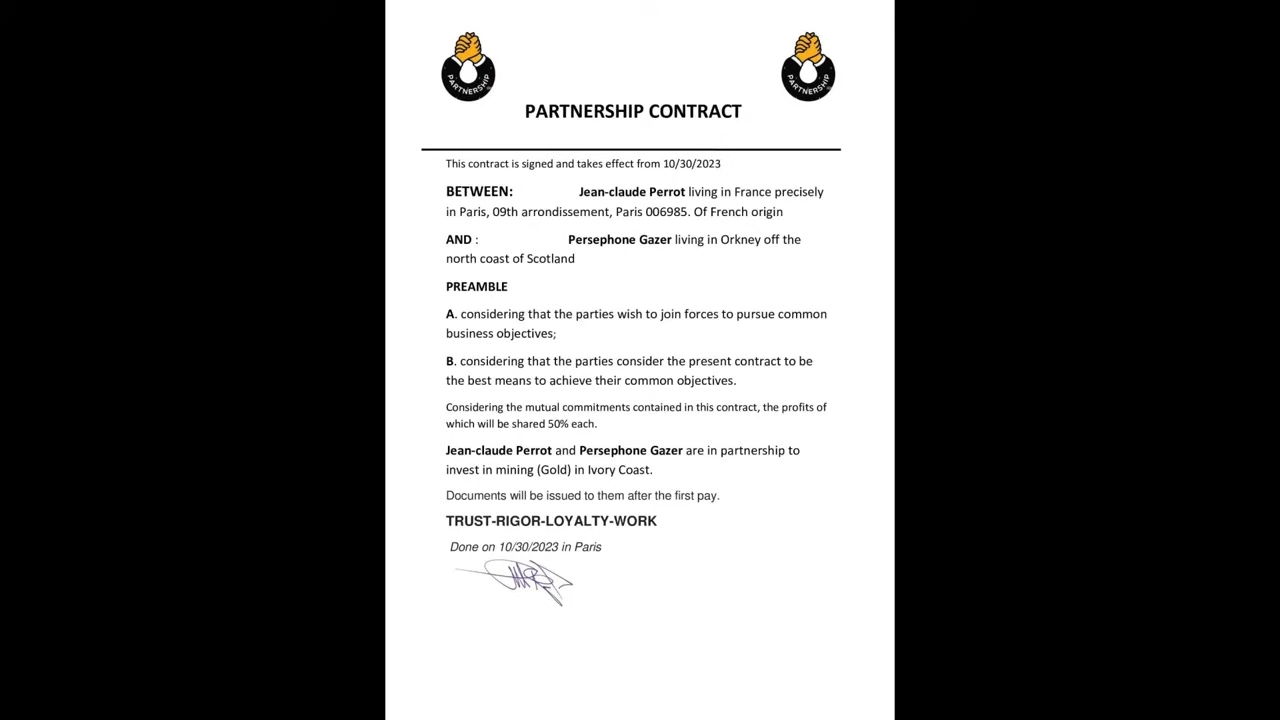 PARTNERSHIP
PARTNERSHIP
PARTNERSHIP CONTRACT
This contract is signed and takes effect from 10/30/2023
BETWEEN: Jean-claude Perrot living in France precisely
in Paris, 09th arrondissement, Paris 006985. Of French origin
AND : Persephone Gazer living in Orkney off the
north coast of Scotland
PREAMBLE
A. considering that the parties wish to join forces to pursue common
business objectives;
B. considering that the parties consider the present contract to be
the best means to achieve their common objectives.
Considering the mutual commitments contained in this contract, the profits of
which will be shared 50% each.
Jean-claude Perrot and Persephone Gazer are in partnership to
invest in mining (Gold) in Ivory Coast.
Documents will be issued to them after the first pay.
TRUST-RIGOR-LOYALTY-WORK
Done on 10/30/2023 in Paris